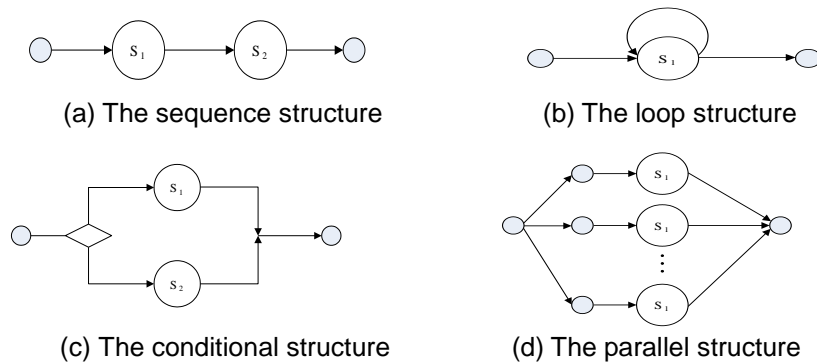 S1 S2
S1
(a) The sequence structure (b) The loop structure
S1
S2
S1
S1
S1
(c) The conditional structure (d) The parallel structure